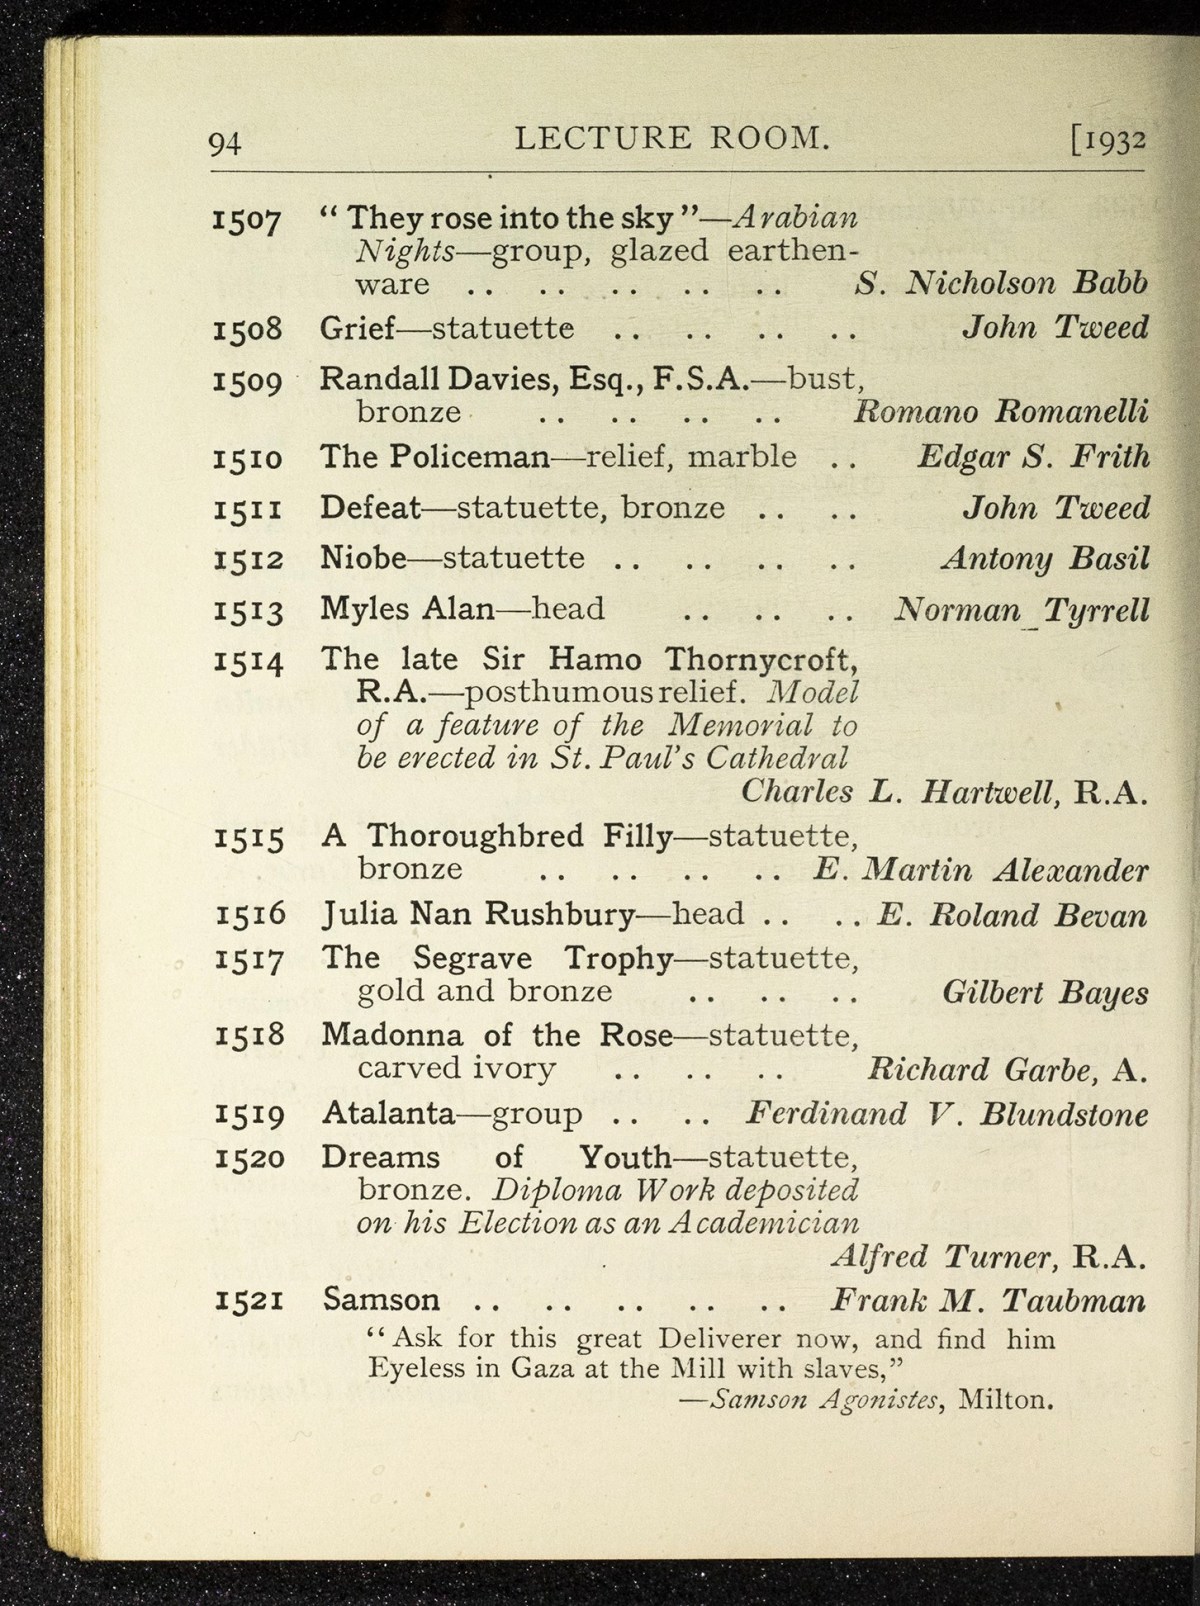 94 LECTURE ROOM. [1932
1507 “ They rose into the sky ”—Arabian
Nights—group, glazed earthen-
ware .. .. .. .. .. S. Nicholson Babb
1508 Grief—statuette .. .. .. .. John Tweed
1509 Randall Davies, Esq., F.S.A.—bust,
bronze .. .. .. .. Romano Romanelli
1510 The Policeman—relief, marble .. Edgar S. Frith
1511 Defeat—statuette, bronze .. .. John Tweed
1512 Niobe—statuette .. .. .. .. Antony Basil
1513 Myles Alan—head .. .. .. Norman Tyrrell
1514 The late Sir Hamo Thornycroft,
R.A.—posthumous relief. Model
of a feature of the Memorial to
be erected in St. Paul’s Cathedral
Charles L. Hartwell, R.A.
1515 A Thoroughbred Filly—statuette,
bronze .. .. .. .. E. Martin Alexander
1516 Julia Nan Rushbury—head .. .. E. Roland Bevan
1517 The Segrave Trophy—statuette,
gold and bronze .. .. .. Gilbert Bayes
1518 Madonna of the Rose—statuette,
carved ivory .. .. .. Richard Garbe, A.
1519 Atalanta—group .. .. Ferdinand V. Blundstone
1520 Dreams of Youth—statuette,
bronze. Diploma Work deposited
on his Election as an Academician
Alfred Turner, R.A.
1521 Samson .. .. .. .. .. Frank M. Taubman
“Ask for this great Deliverer now, and find him
Eyeless in Gaza at the Mill with slaves,”
—Samson Agonistes, Milton.